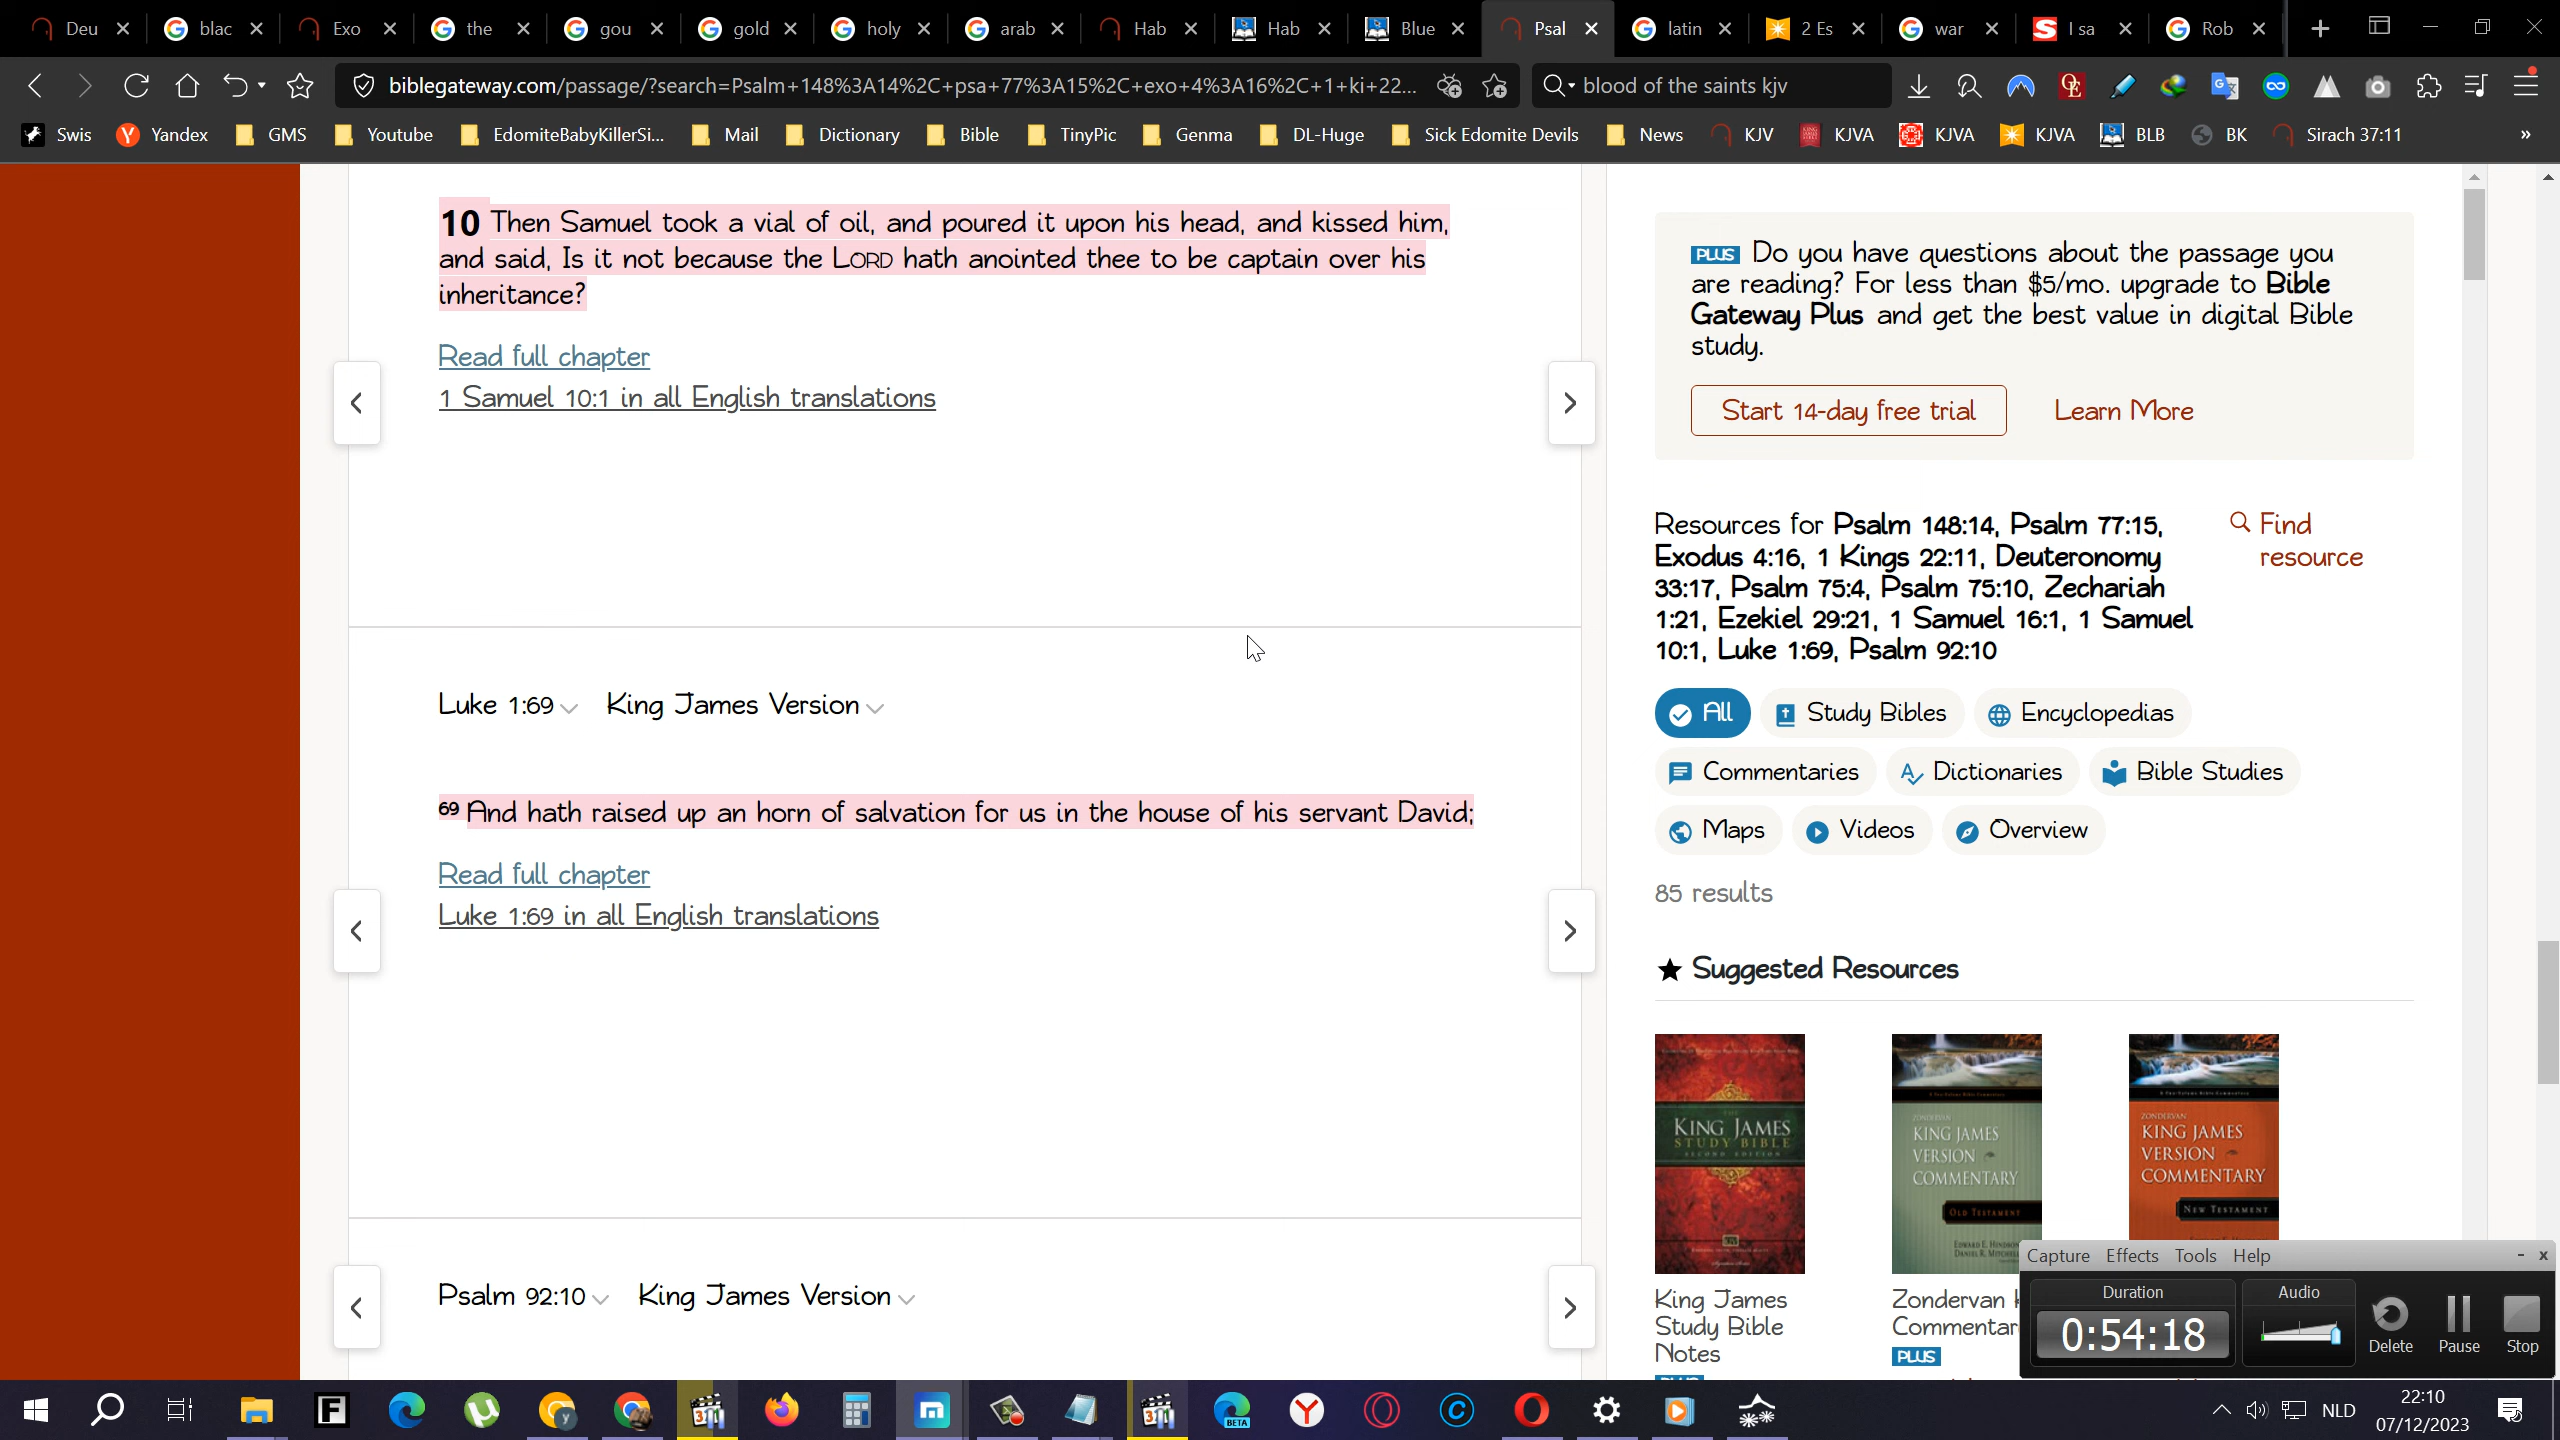 Deu
blac
Exo
the
gou
gold
holy
arab
Hab
Hab
Blue
Psal
latin
2 Es
war
I sa
Rob
biblegateway.com/passage/?search=Psalm+148%3A14%2C+psa+77%3A15%2C+exo+4%3A16%2C+1+ki+22...
blood of the saints kjv
Swis
Yandex
GMS
Youtube
EdomiteBabyKillerSi...
Mail
Dictionary
Bible
TinyPic
Genma
DL-Huge
Sick Edomite Devils
News
KJV
KJVA
KJVA
KJVA
BLB
BK
Sirach 37:11
10 Then Samuel took a vial of oil, and poured it upon his head, and kissed him,
and said, Is it not because the LORD hath anointed thee to be captain over his
inheritance?
Read full chapter
1 Samuel 10:1 in all English translations
Luke 1:69 King James Version
69 And hath raised up an horn of salvation for us in the house of his servant David;
Read full chapter
Luke 1:69 in all English translations
Psalm 92:10 King James Version
PLUS Do you have questions about the passage you
are reading? For less than $5/mo. upgrade to Bible
Gateway Plus and get the best value in digital Bible
study.
Start 14-day free trial
Learn More
Resources for Psalm 148:14, Psalm 77:15,
Exodus 4:16, 1 Kings 22:11, Deuteronomy
33:17, Psalm 75:4, Psalm 75:10, Zechariah
1:21, Ezekiel 29:21, 1 Samuel 16:1, 1 Samuel
10:1, Luke 1:69, Psalm 92:10
Find
resource
All
Study Bibles
Encyclopedias
Commentaries
Dictionaries
Bible Studies
Maps
Videos
Overview
85 results
Suggested Resources
KING JAMES
STUDY BIBLE
SECOND EDITION
ZONDERVAN
KING JAMES
VERSION
COMMENTARY
OLD TESTAMENT
ZONDERVAN
KING JAMES
VERSION
COMMENTARY
NEW TESTAMENT
King James
Study Bible
Notes
Zondervan
Commentar
PLUS
Capture Effects Tools Help
Duration
0:54:18
Audio
Delete
Pause
Stop
BETA
NLD
22:10
07/12/2023